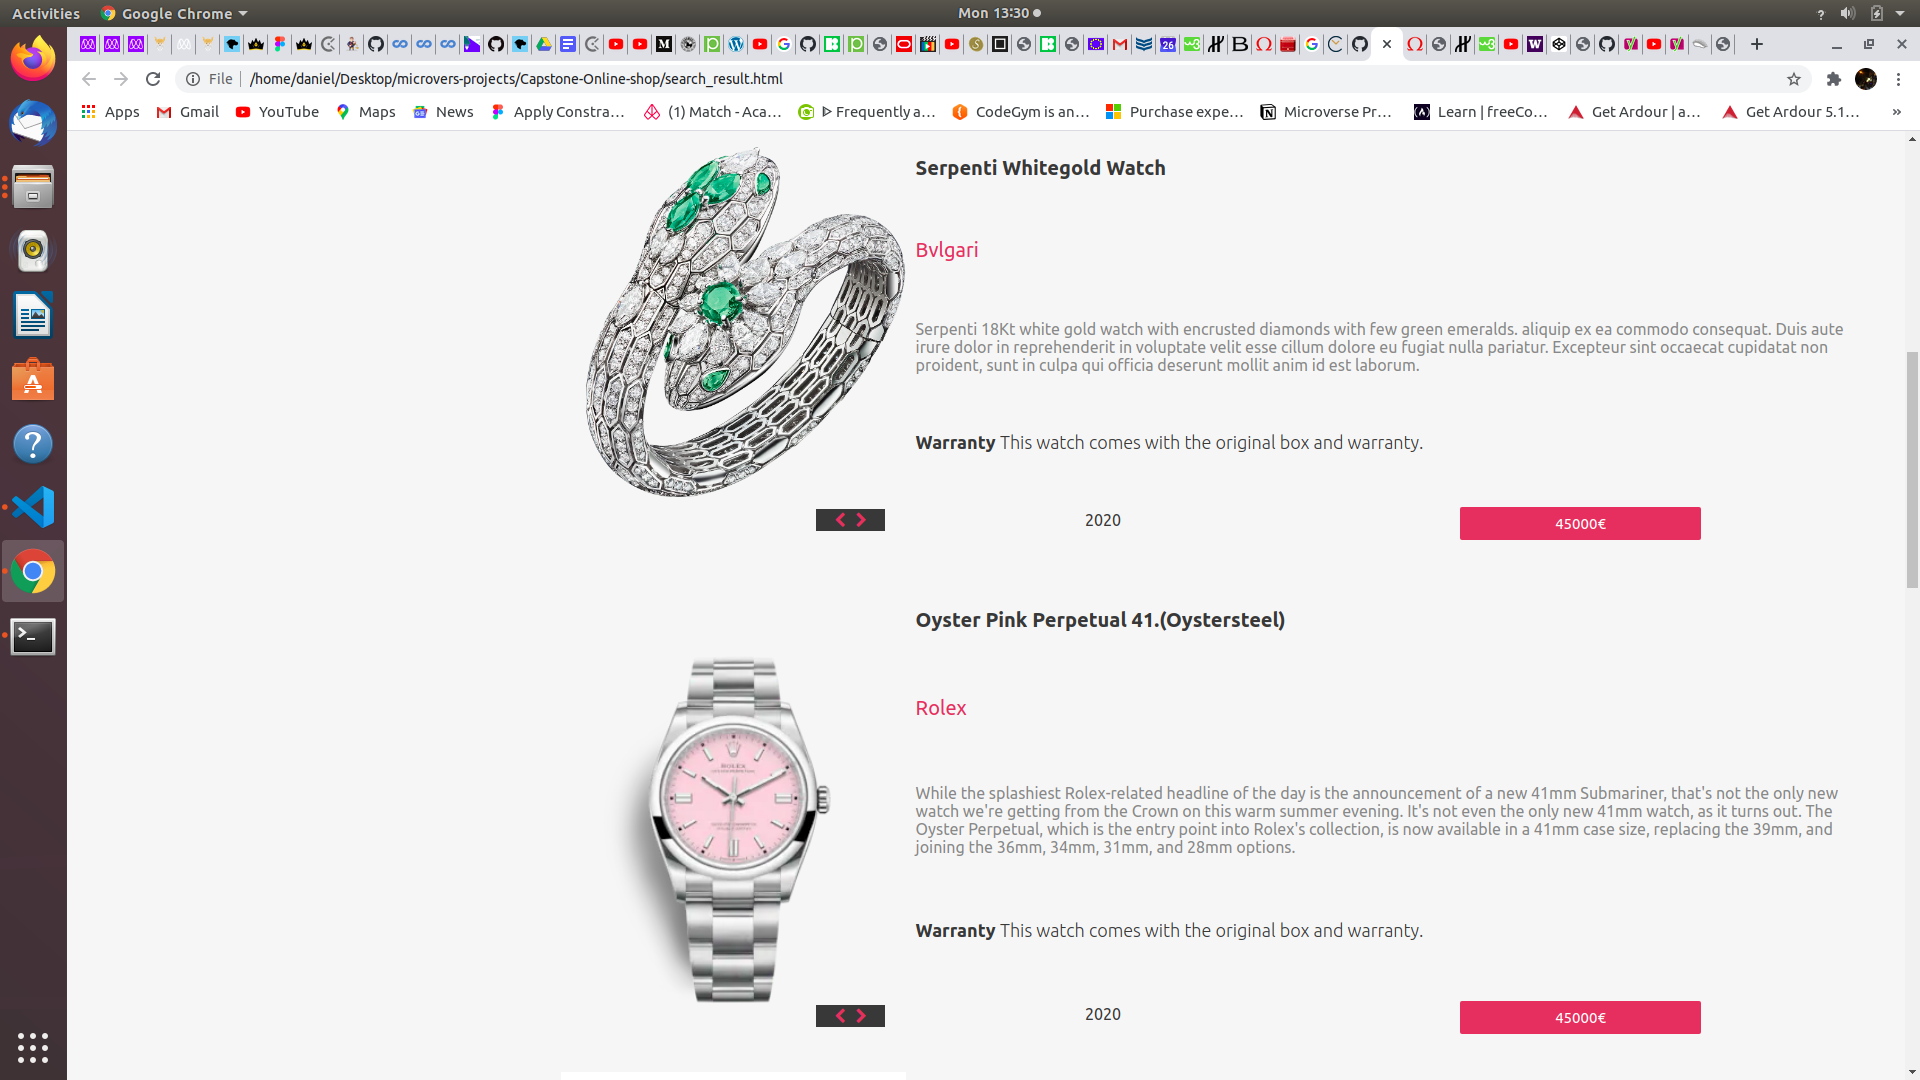 Activities Google Chrome Mon 13:30
File /home/daniel/Desktop/microvers-projects/Capstone-Online-shop/search_result.html
Apps Gmail YouTube Maps News Apply Constra... (1) Match - Aca... ᐈ Frequently a... CodeGym is an... Purchase expe... Microverse Pr... Learn | freeCo... Get Ardour | a... Get Ardour 5.1... »
Serpenti Whitegold Watch
Bvlgari
Serpenti 18Kt white gold watch with encrusted diamonds with few green emeralds. aliquip ex ea commodo consequat. Duis aute
irure dolor in reprehenderit in voluptate velit esse cillum dolore eu fugiat nulla pariatur. Excepteur sint occaecat cupidatat non
proident, sunt in culpa qui officia deserunt mollit anim id est laborum.
Warranty This watch comes with the original box and warranty.
2020
45000€
Oyster Pink Perpetual 41.(Oystersteel)
Rolex
ROLEX
While the splashiest Rolex-related headline of the day is the announcement of a new 41mm Submariner, that's not the only new
watch we're getting from the Crown on this warm summer evening. It's not even the only new 41mm watch, as it turns out. The
Oyster Perpetual, which is the entry point into Rolex's collection, is now available in a 41mm case size, replacing the 39mm, and
joining the 36mm, 34mm, 31mm, and 28mm options.
Warranty This watch comes with the original box and warranty.
2020
45000€